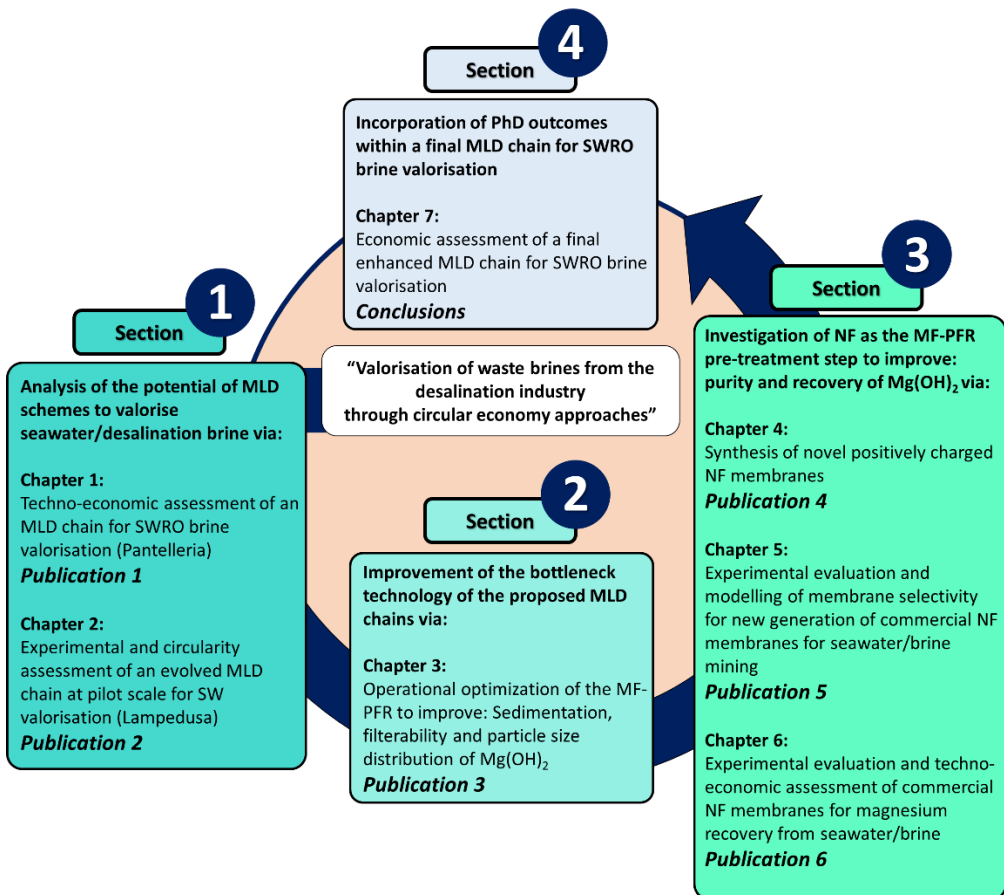 4
Section
Incorporation of PhD outcomes
within a final MLD chain for SWRO
brine valorisation
Chapter 7:
Economic assessment of a final
enhanced MLD chain for SWRO brine
valorisation
Conclusions
1
Section
Analysis of the potential of MLD
schemes to valorise
seawater/desalination brine via:
Chapter 1:
Techno-economic assessment of an
MLD chain for SWRO brine
valorisation (Pantelleria)
Publication 1
Chapter 2:
Experimental and circularity
assessment of an evolved MLD
chain at pilot scale for SW
valorisation (Lampedusa)
Publication 2
“Valorisation of waste brines from the
desalination industry
through circular economy approaches”
2
Section
Improvement of the bottleneck
technology of the proposed MLD
chains via:
Chapter 3:
Operational optimization of the MF-
PFR to improve: Sedimentation,
filterability and particle size
distribution of Mg(OH)₂
Publication 3
3
Section
Investigation of NF as the MF-PFR
pre-treatment step to improve:
purity and recovery of Mg(OH)₂ via:
Chapter 4:
Synthesis of novel positively charged
NF membranes
Publication 4
Chapter 5:
Experimental evaluation and
modelling of membrane selectivity
for new generation of commercial NF
membranes for seawater/brine
mining
Publication 5
Chapter 6:
Experimental evaluation and techno-
economic assessment of commercial
NF membranes for magnesium
recovery from seawater/brine
Publication 6